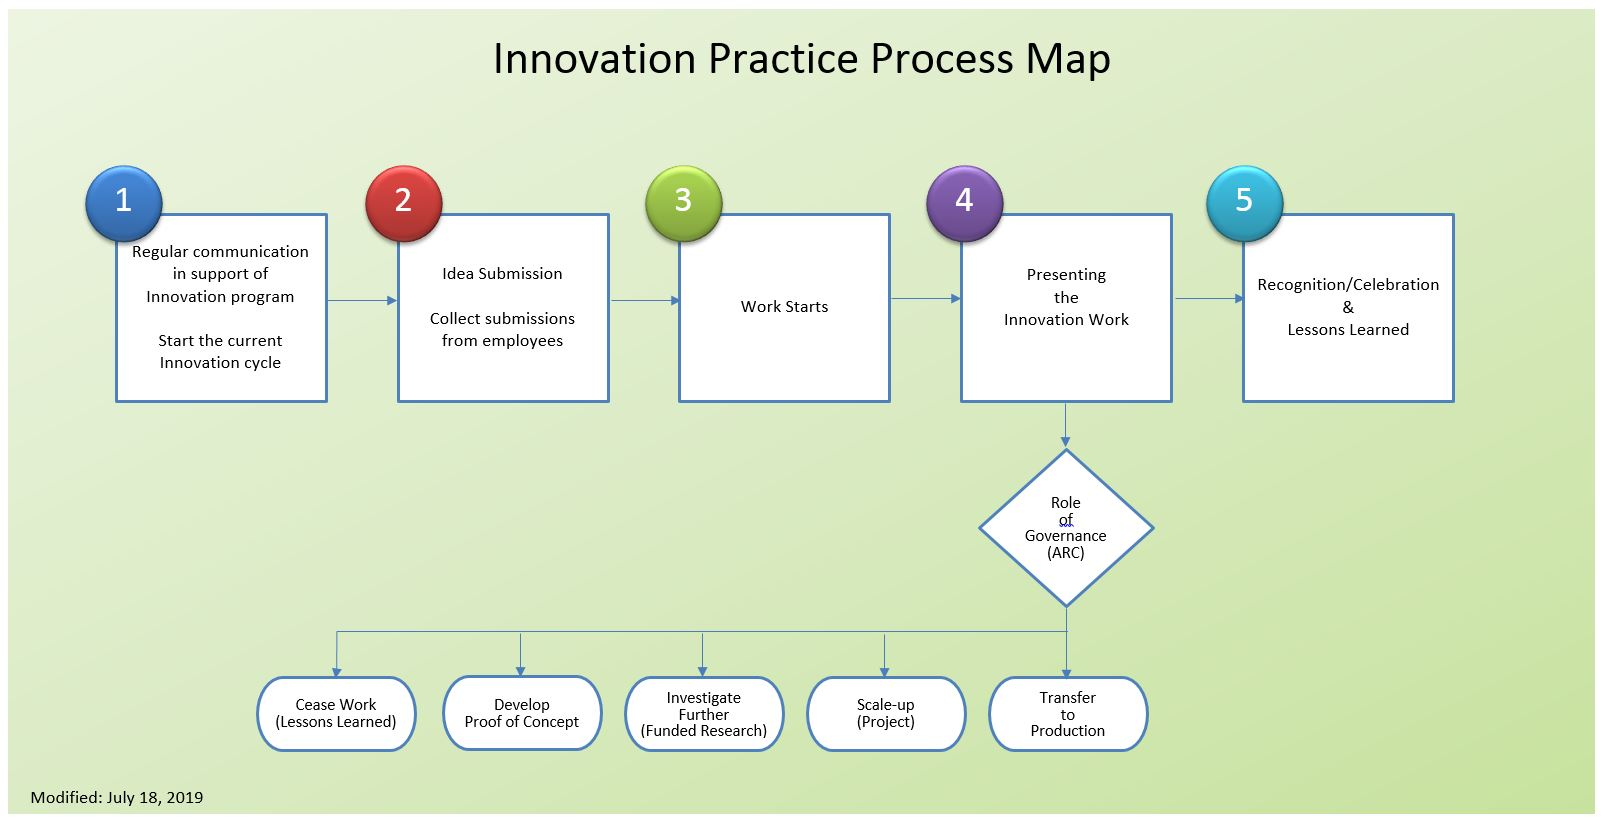 Innovation Practice Process Map
1
Regular communication
in support of
Innovation program
Start the current
Innovation cycle
2
Idea Submission
Collect submissions
from employees
3
Work Starts
4
Presenting
the
Innovation Work
5
Recognition/Celebration
&
Lessons Learned
Role
of
Governance
(ARC)
Cease Work
(Lessons Learned)
Develop
Proof of Concept
Investigate
Further
(Funded Research)
Scale-up
(Project)
Transfer
to
Production
Modified: July 18, 2019